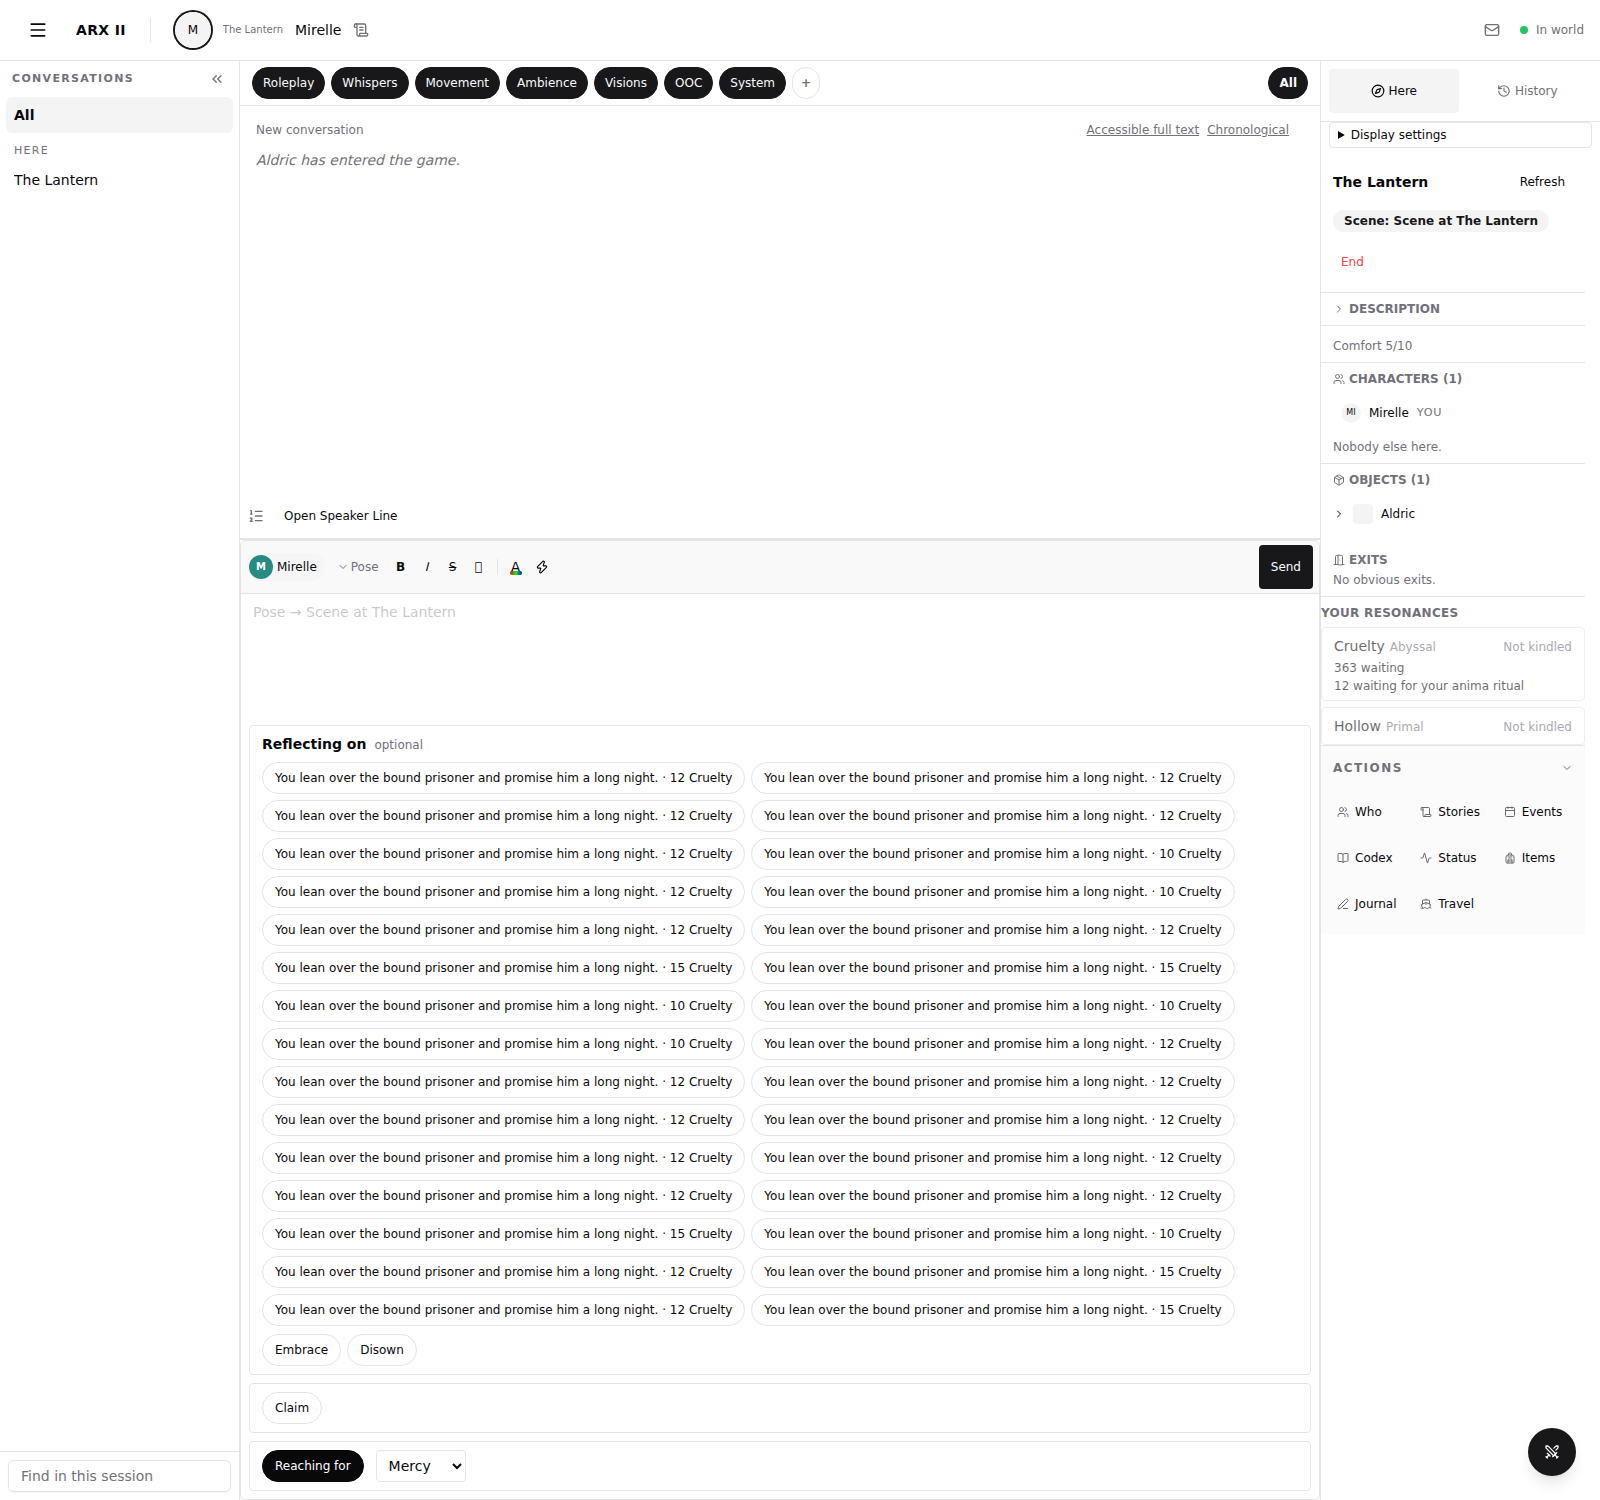 ARX II
M
The Lantern
Mirelle
In world
CONVERSATIONS
All
HERE
The Lantern
Find in this session
Roleplay
Whispers
Movement
Ambience
Visions
OOC
System
+
All
New conversation
Accessible full text
Chronological
Aldric has entered the game.
Open Speaker Line
M
Mirelle
Pose
B
I
S
A
Send
Pose → Scene at The Lantern
Reflecting on optional
You lean over the bound prisoner and promise him a long night. · 12 Cruelty
You lean over the bound prisoner and promise him a long night. · 12 Cruelty
You lean over the bound prisoner and promise him a long night. · 12 Cruelty
You lean over the bound prisoner and promise him a long night. · 12 Cruelty
You lean over the bound prisoner and promise him a long night. · 12 Cruelty
You lean over the bound prisoner and promise him a long night. · 10 Cruelty
You lean over the bound prisoner and promise him a long night. · 12 Cruelty
You lean over the bound prisoner and promise him a long night. · 10 Cruelty
You lean over the bound prisoner and promise him a long night. · 12 Cruelty
You lean over the bound prisoner and promise him a long night. · 12 Cruelty
You lean over the bound prisoner and promise him a long night. · 15 Cruelty
You lean over the bound prisoner and promise him a long night. · 15 Cruelty
You lean over the bound prisoner and promise him a long night. · 10 Cruelty
You lean over the bound prisoner and promise him a long night. · 10 Cruelty
You lean over the bound prisoner and promise him a long night. · 10 Cruelty
You lean over the bound prisoner and promise him a long night. · 12 Cruelty
You lean over the bound prisoner and promise him a long night. · 12 Cruelty
You lean over the bound prisoner and promise him a long night. · 12 Cruelty
You lean over the bound prisoner and promise him a long night. · 12 Cruelty
You lean over the bound prisoner and promise him a long night. · 12 Cruelty
You lean over the bound prisoner and promise him a long night. · 12 Cruelty
You lean over the bound prisoner and promise him a long night. · 12 Cruelty
You lean over the bound prisoner and promise him a long night. · 12 Cruelty
You lean over the bound prisoner and promise him a long night. · 12 Cruelty
You lean over the bound prisoner and promise him a long night. · 15 Cruelty
You lean over the bound prisoner and promise him a long night. · 10 Cruelty
You lean over the bound prisoner and promise him a long night. · 12 Cruelty
You lean over the bound prisoner and promise him a long night. · 15 Cruelty
You lean over the bound prisoner and promise him a long night. · 12 Cruelty
You lean over the bound prisoner and promise him a long night. · 15 Cruelty
Embrace
Disown
Claim
Reaching for
Mercy
Here
History
Display settings
The Lantern
Refresh
Scene: Scene at The Lantern
End
DESCRIPTION
Comfort 5/10
CHARACTERS (1)
MI
Mirelle YOU
Nobody else here.
OBJECTS (1)
Aldric
EXITS
No obvious exits.
YOUR RESONANCES
Cruelty Abyssal
Not kindled
363 waiting
12 waiting for your anima ritual
Hollow Primal
Not kindled
ACTIONS
Who
Stories
Events
Codex
Status
Items
Journal
Travel